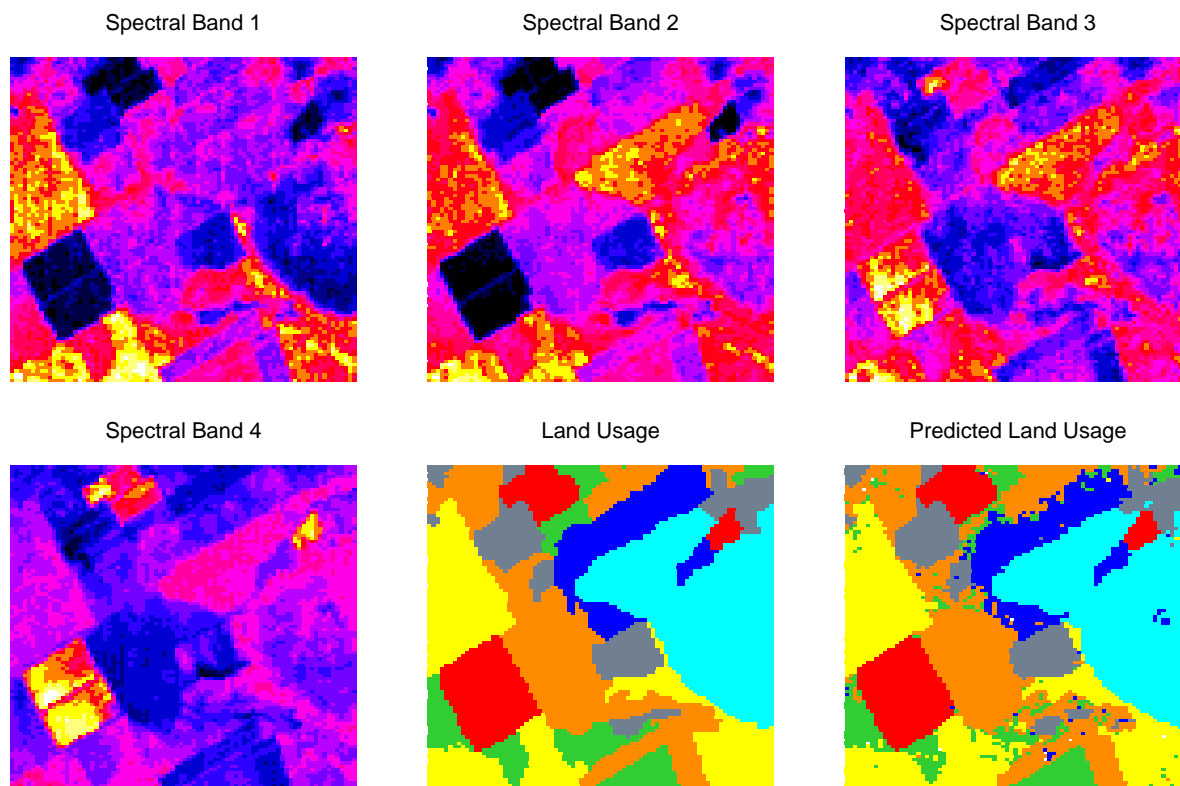 Spectral Band 1
Spectral Band 2
Spectral Band 3
Spectral Band 4
Land Usage
Predicted Land Usage